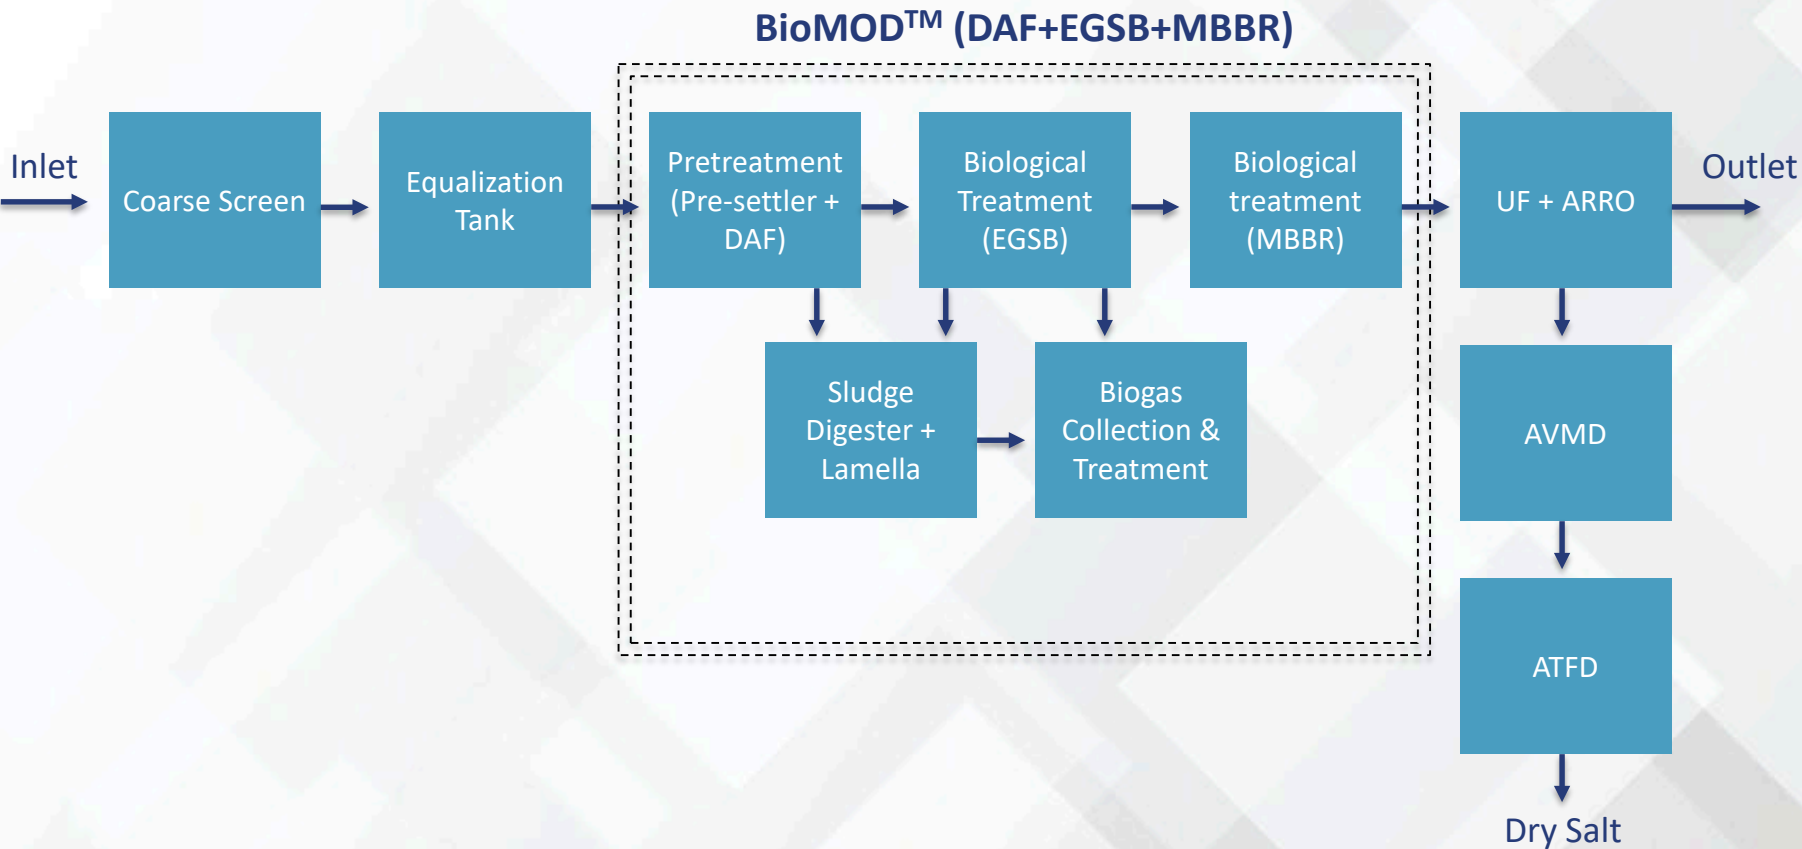 BioMOD™ (DAF+EGSB+MBBR)
Inlet
Coarse Screen
Equalization
Tank
Pretreatment
(Pre-settler +
DAF)
Biological
Treatment
(EGSB)
Biological
treatment
(MBBR)
UF + ARRO
Outlet
Sludge
Digester +
Lamella
Biogas
Collection &
Treatment
AVMD
ATFD
Dry Salt